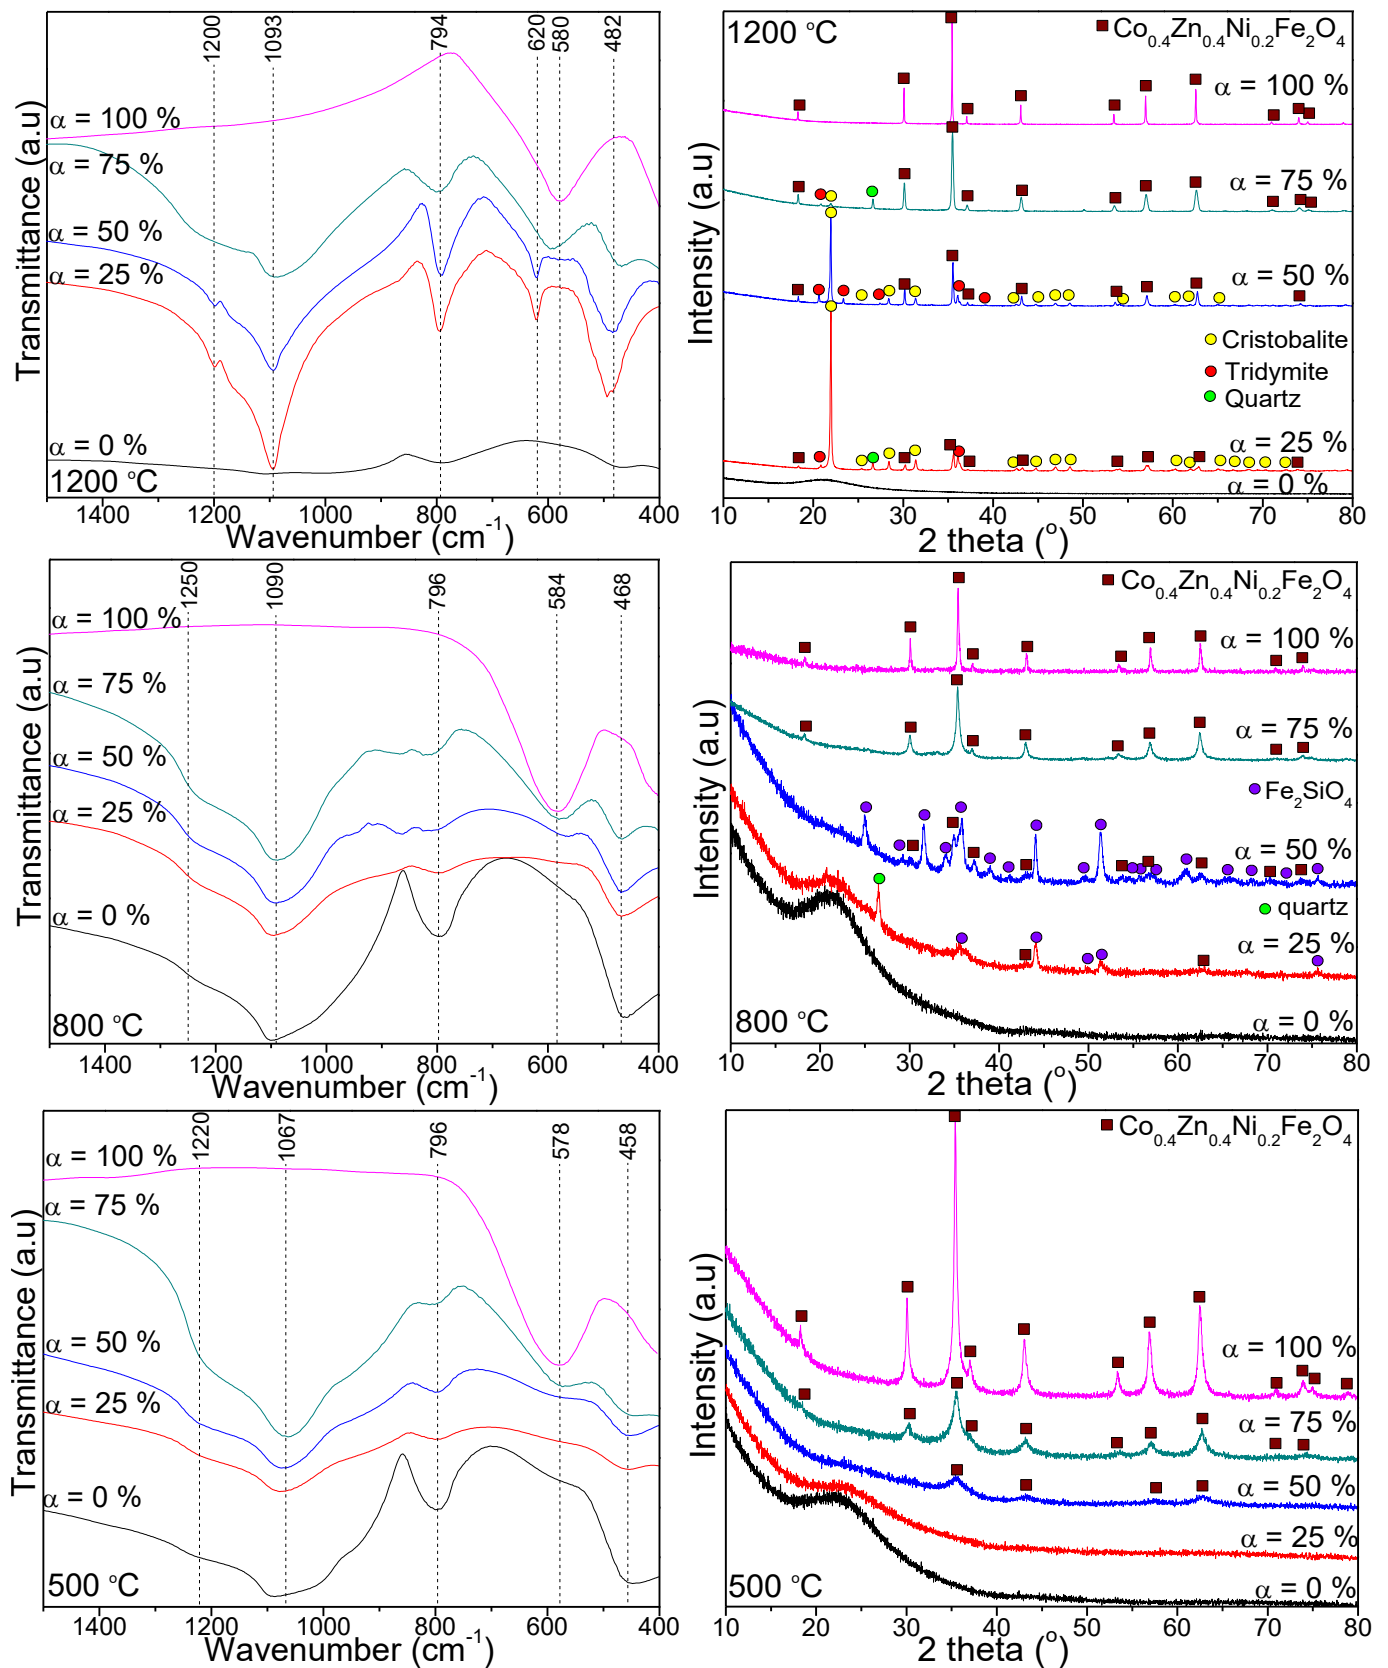 1200
1093
794
620
580
482
α = 100 %
α = 75 %
α = 50 %
α = 25 %
α = 0 %
1200 °C
Transmittance (a.u)
1400 1200 1000 800 600 400
Wavenumber (cm⁻¹)
1200 °C
Co₀.₄Zn₀.₄Ni₀.₂Fe₂O₄
α = 100 %
α = 75 %
α = 50 %
Cristobalite
Tridymite
Quartz
α = 25 %
α = 0 %
Intensity (a.u)
10 20 30 40 50 60 70 80
2 theta (°)
1250
1090
796
584
468
α = 100 %
α = 75 %
α = 50 %
α = 25 %
α = 0 %
800 °C
Transmittance (a.u)
1400 1200 1000 800 600 400
Wavenumber (cm⁻¹)
Co₀.₄Zn₀.₄Ni₀.₂Fe₂O₄
α = 100 %
α = 75 %
Fe₂SiO₄
α = 50 %
quartz
α = 25 %
α = 0 %
800 °C
Intensity (a.u)
10 20 30 40 50 60 70 80
2 theta (°)
1220
1067
796
578
458
α = 100 %
α = 75 %
α = 50 %
α = 25 %
α = 0 %
500 °C
Transmittance (a.u)
1400 1200 1000 800 600 400
Wavenumber (cm⁻¹)
Co₀.₄Zn₀.₄Ni₀.₂Fe₂O₄
α = 100 %
α = 75 %
α = 50 %
α = 25 %
α = 0 %
500 °C
Intensity (a.u)
10 20 30 40 50 60 70 80
2 theta (°)